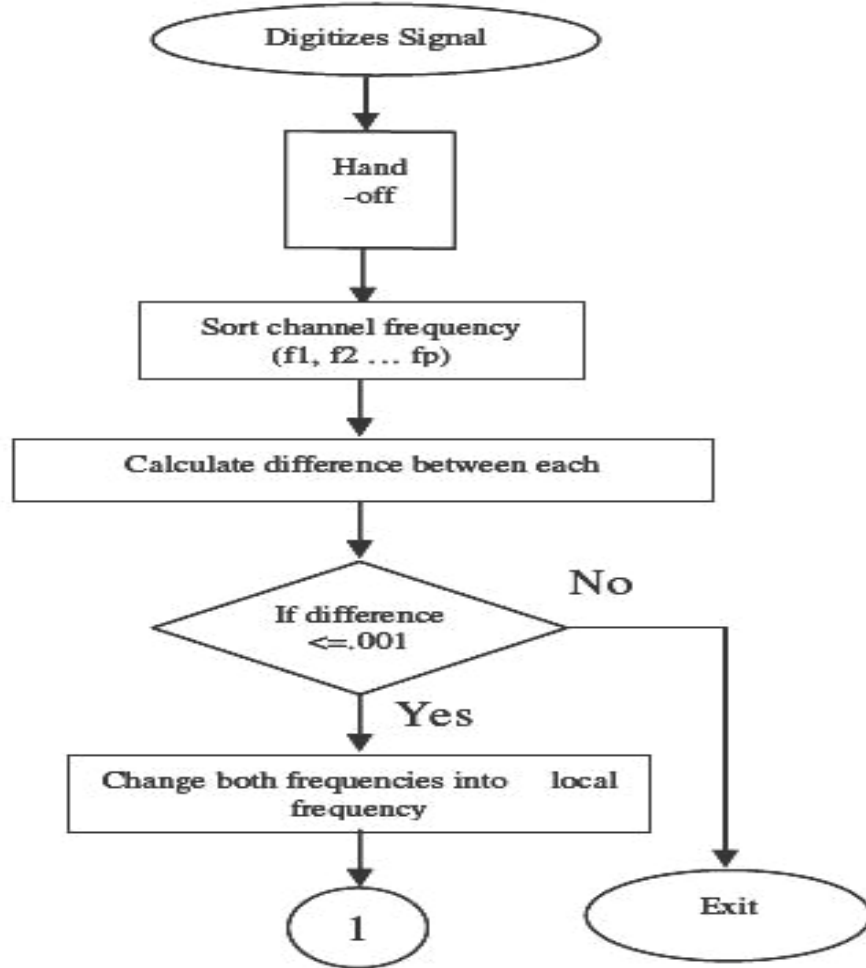 Digitizes Signal
Hand
-off
Sort channel frequency
(f1, f2 ... fp)
Calculate difference between each
If difference
<=.001
No
Yes
Change both frequencies into local
frequency
1
Exit